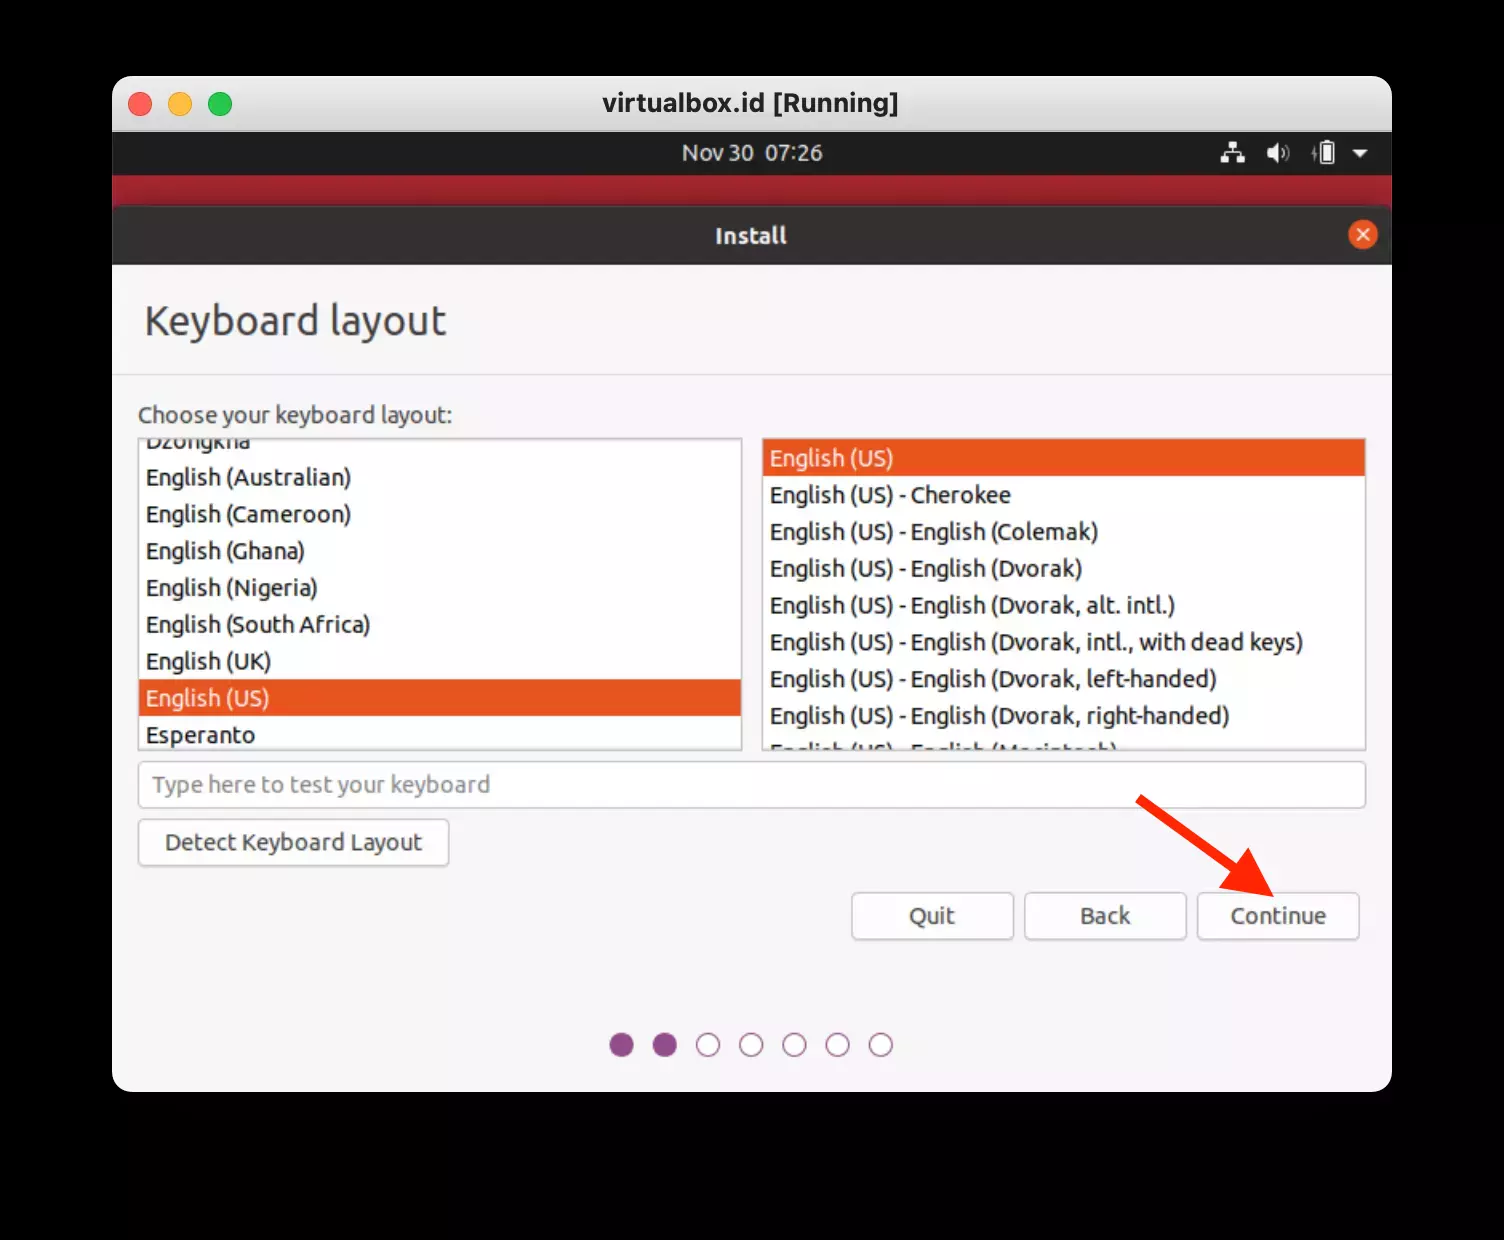 virtualbox.id [Running]
Nov 30 07:26
Install
Keyboard layout
Choose your keyboard layout:
Dzongkha
English (Australian)
English (Cameroon)
English (Ghana)
English (Nigeria)
English (South Africa)
English (UK)
English (US)
Esperanto
English (US)
English (US) - Cherokee
English (US) - English (Colemak)
English (US) - English (Dvorak)
English (US) - English (Dvorak, alt. intl.)
English (US) - English (Dvorak, intl., with dead keys)
English (US) - English (Dvorak, left-handed)
English (US) - English (Dvorak, right-handed)
English (US) - English (Macintosh)
Type here to test your keyboard
Detect Keyboard Layout
Quit
Back
Continue